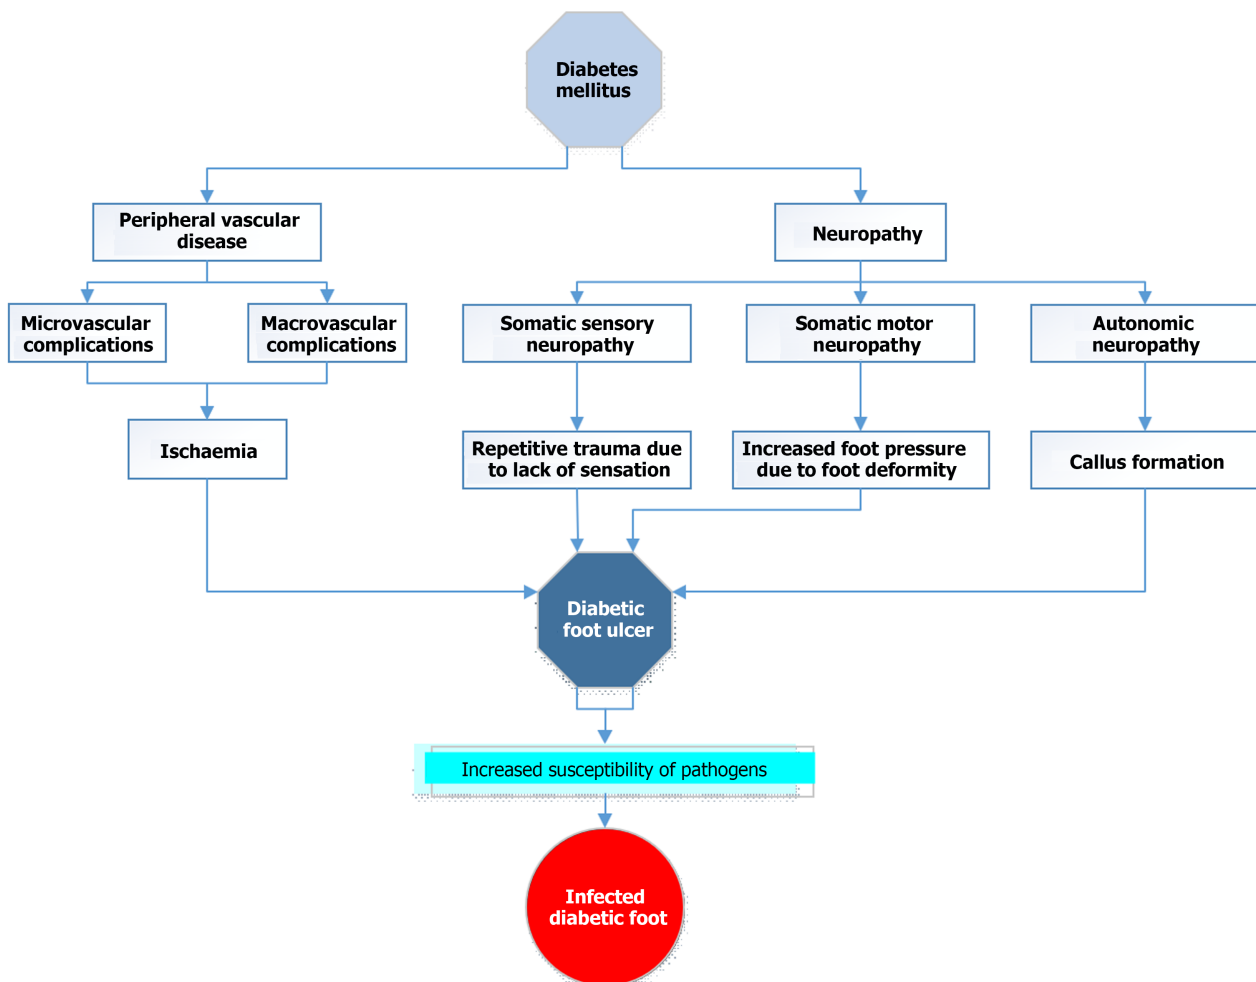 Diabetes
mellitus
Peripheral vascular
disease
Neuropathy
Microvascular
complications
Macrovascular
complications
Somatic sensory
neuropathy
Somatic motor
neuropathy
Autonomic
neuropathy
Ischaemia
Repetitive trauma due
to lack of sensation
Increased foot pressure
due to foot deformity
Callus formation
Diabetic
foot ulcer
Increased susceptibility of pathogens
Infected
diabetic foot